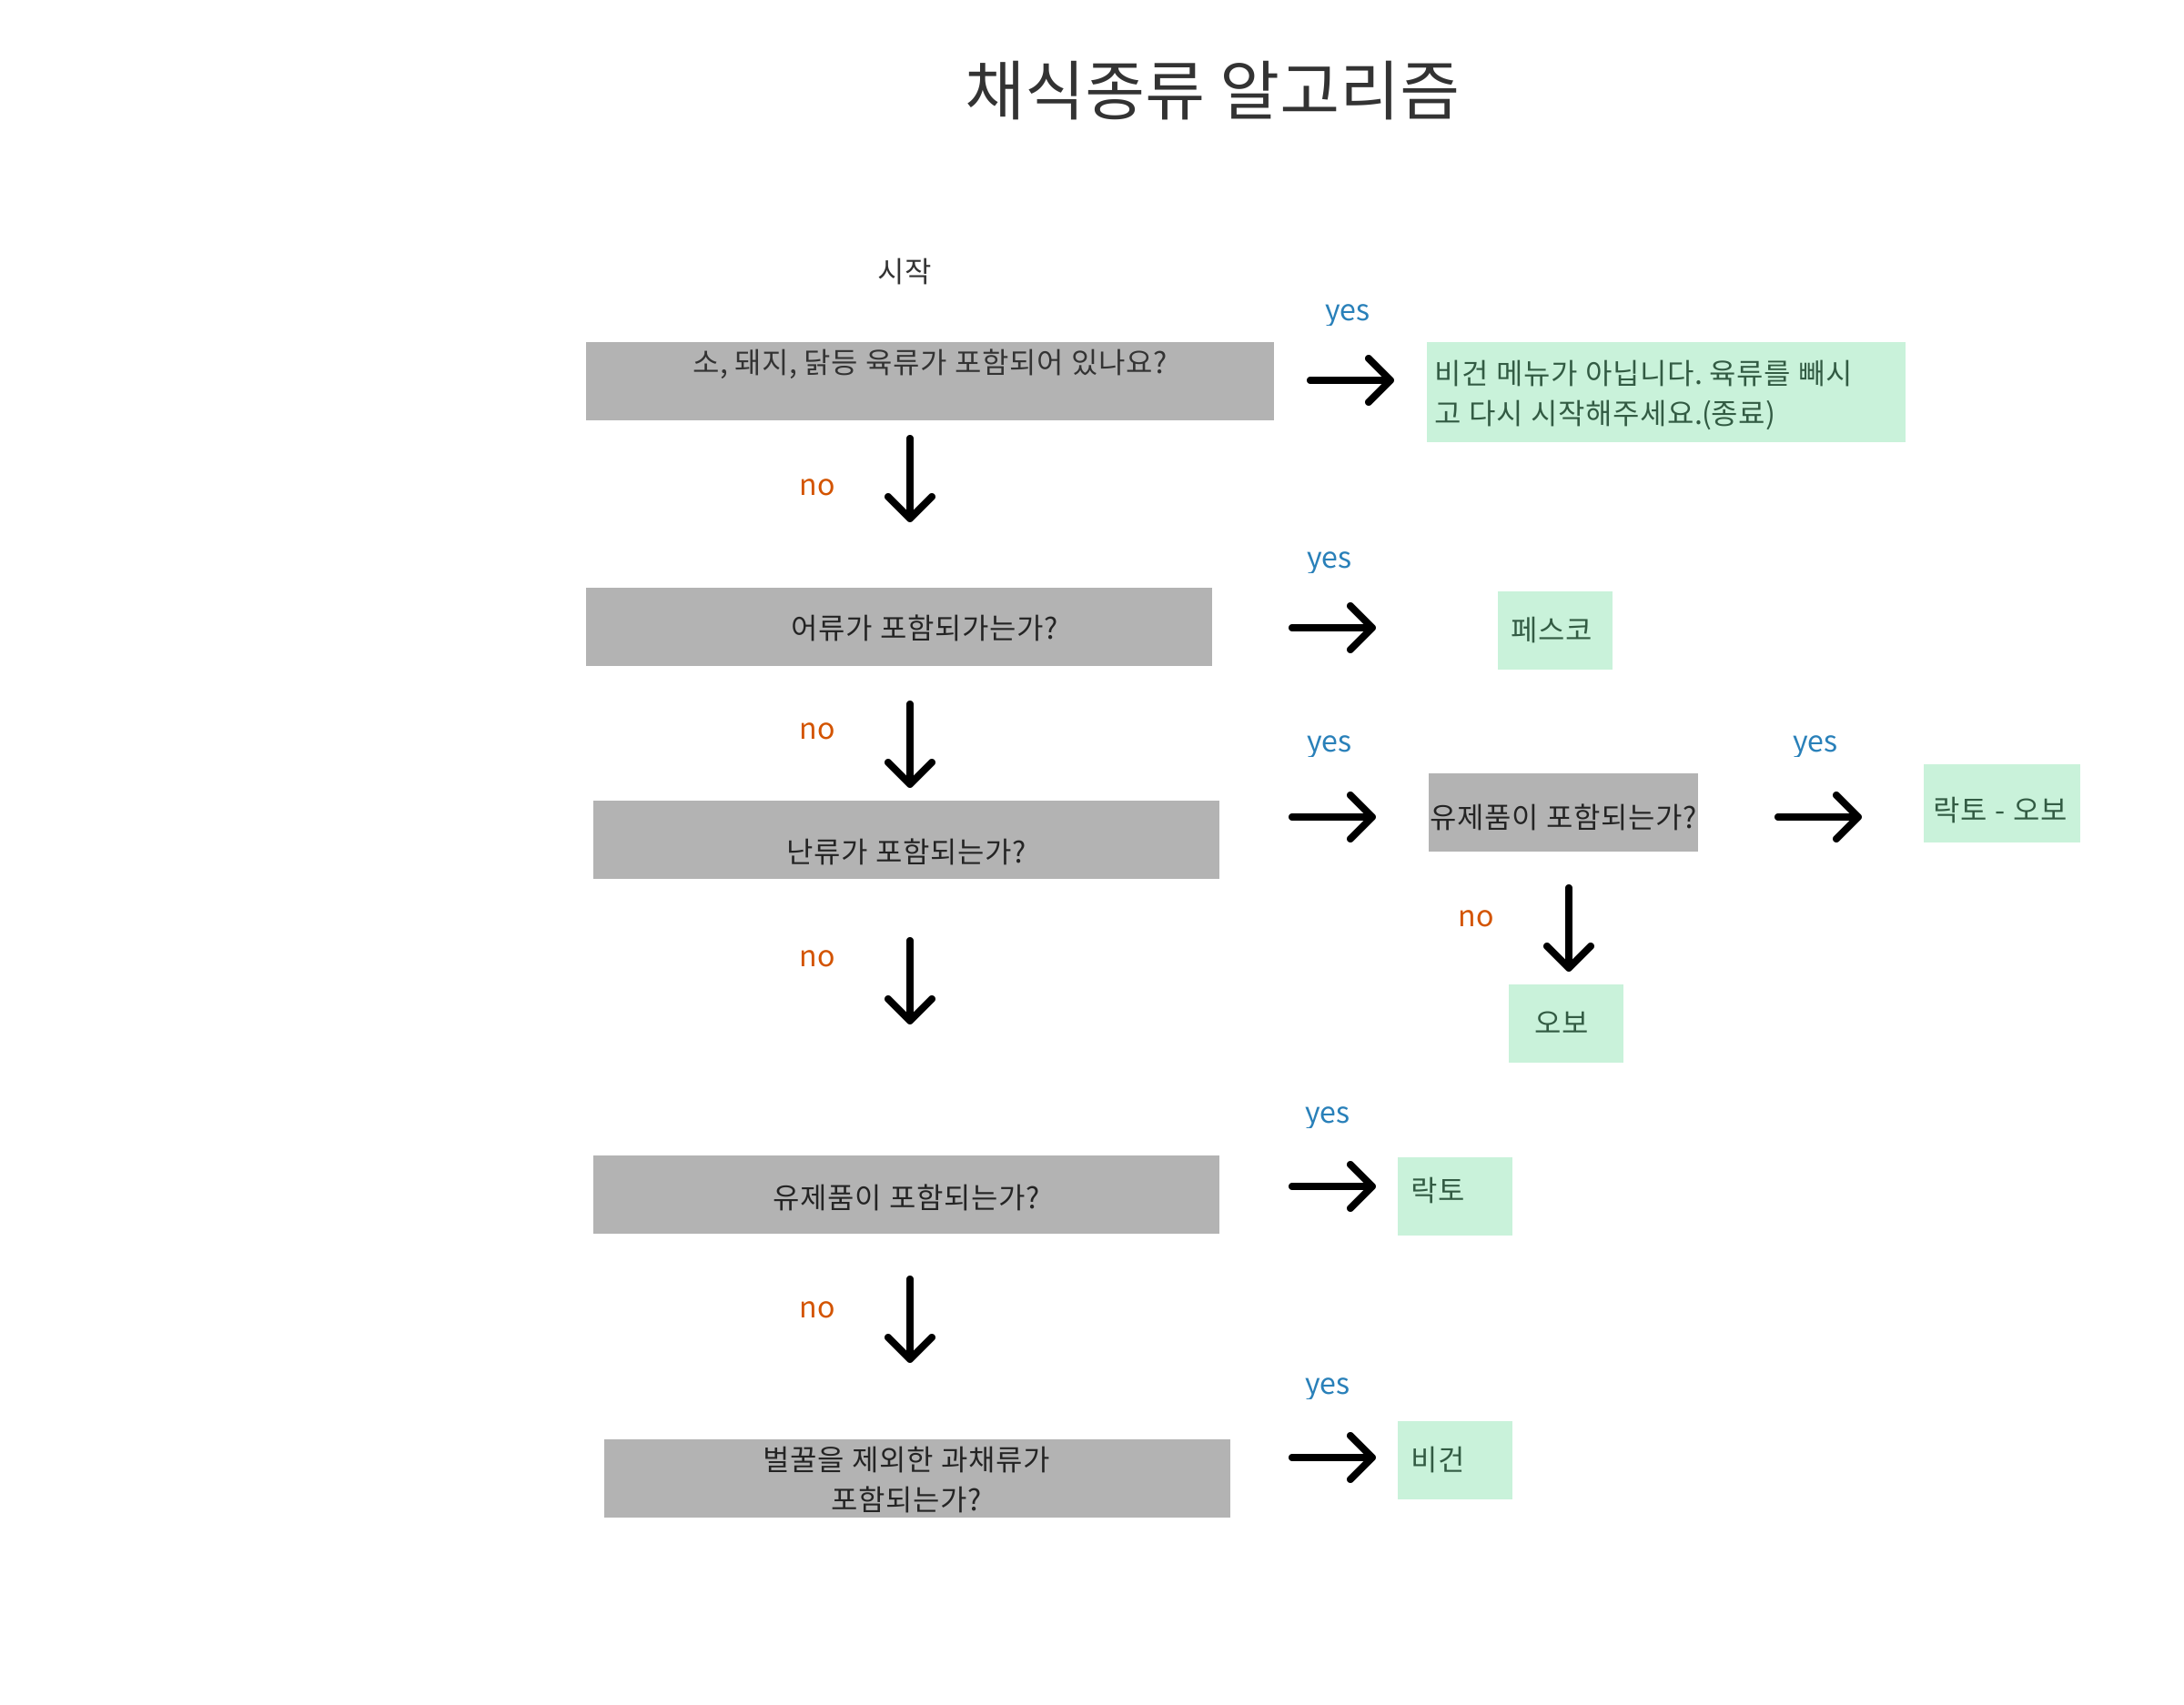 채식종류 알고리즘
시작
yes
소, 돼지, 닭등 육류가 포함되어 있나요?
비건 메뉴가 아닙니다. 육류를 빼시
고 다시 시작해주세요.(종료)
no
yes
어류가 포함되가는가?
페스코
no
yes
yes
난류가 포함되는가?
유제품이 포함되는가?
락토 - 오보
no
no
오보
yes
유제품이 포함되는가?
락토
no
yes
벌꿀을 제외한 과채류가
포함되는가?
비건